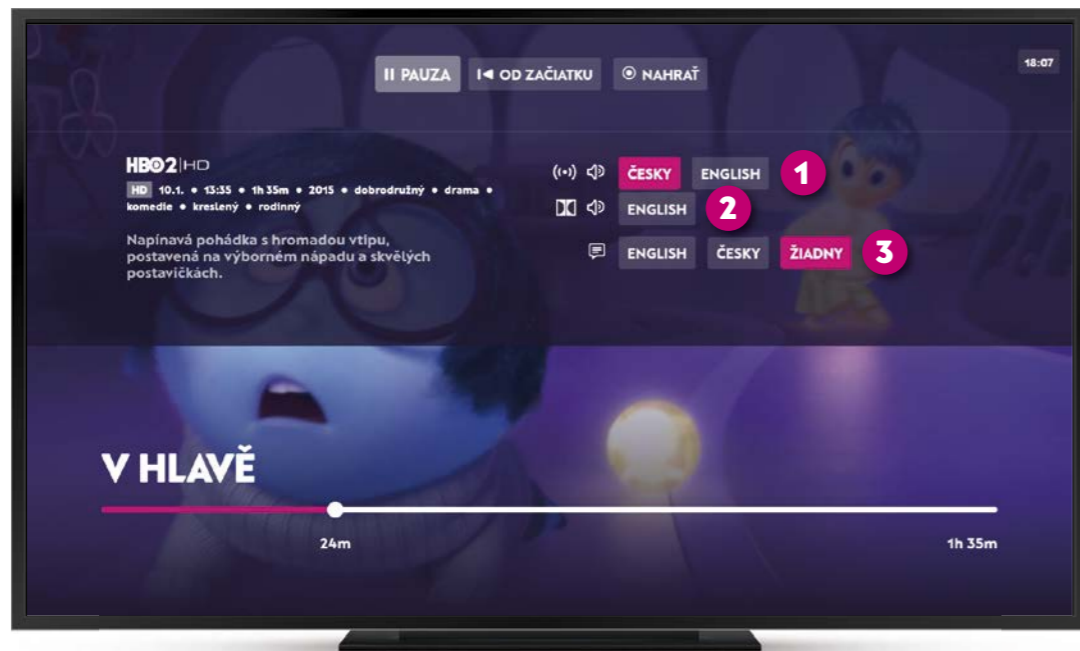 II PAUZA
OD ZAČIATKU
NAHRAŤ
18:07
HBO2 HD
HD 10.1. • 13:35 • 1h 35m • 2015 • dobrodružný • drama •
komedie • kreslený • rodinný
Napínavá pohádka s hromadou vtipu,
postavená na výborném nápadu a skvělých
postavičkách.
ČESKY ENGLISH 1
ENGLISH 2
ENGLISH ČESKY ŽIADNY 3
V HLAVĚ
24m
1h 35m